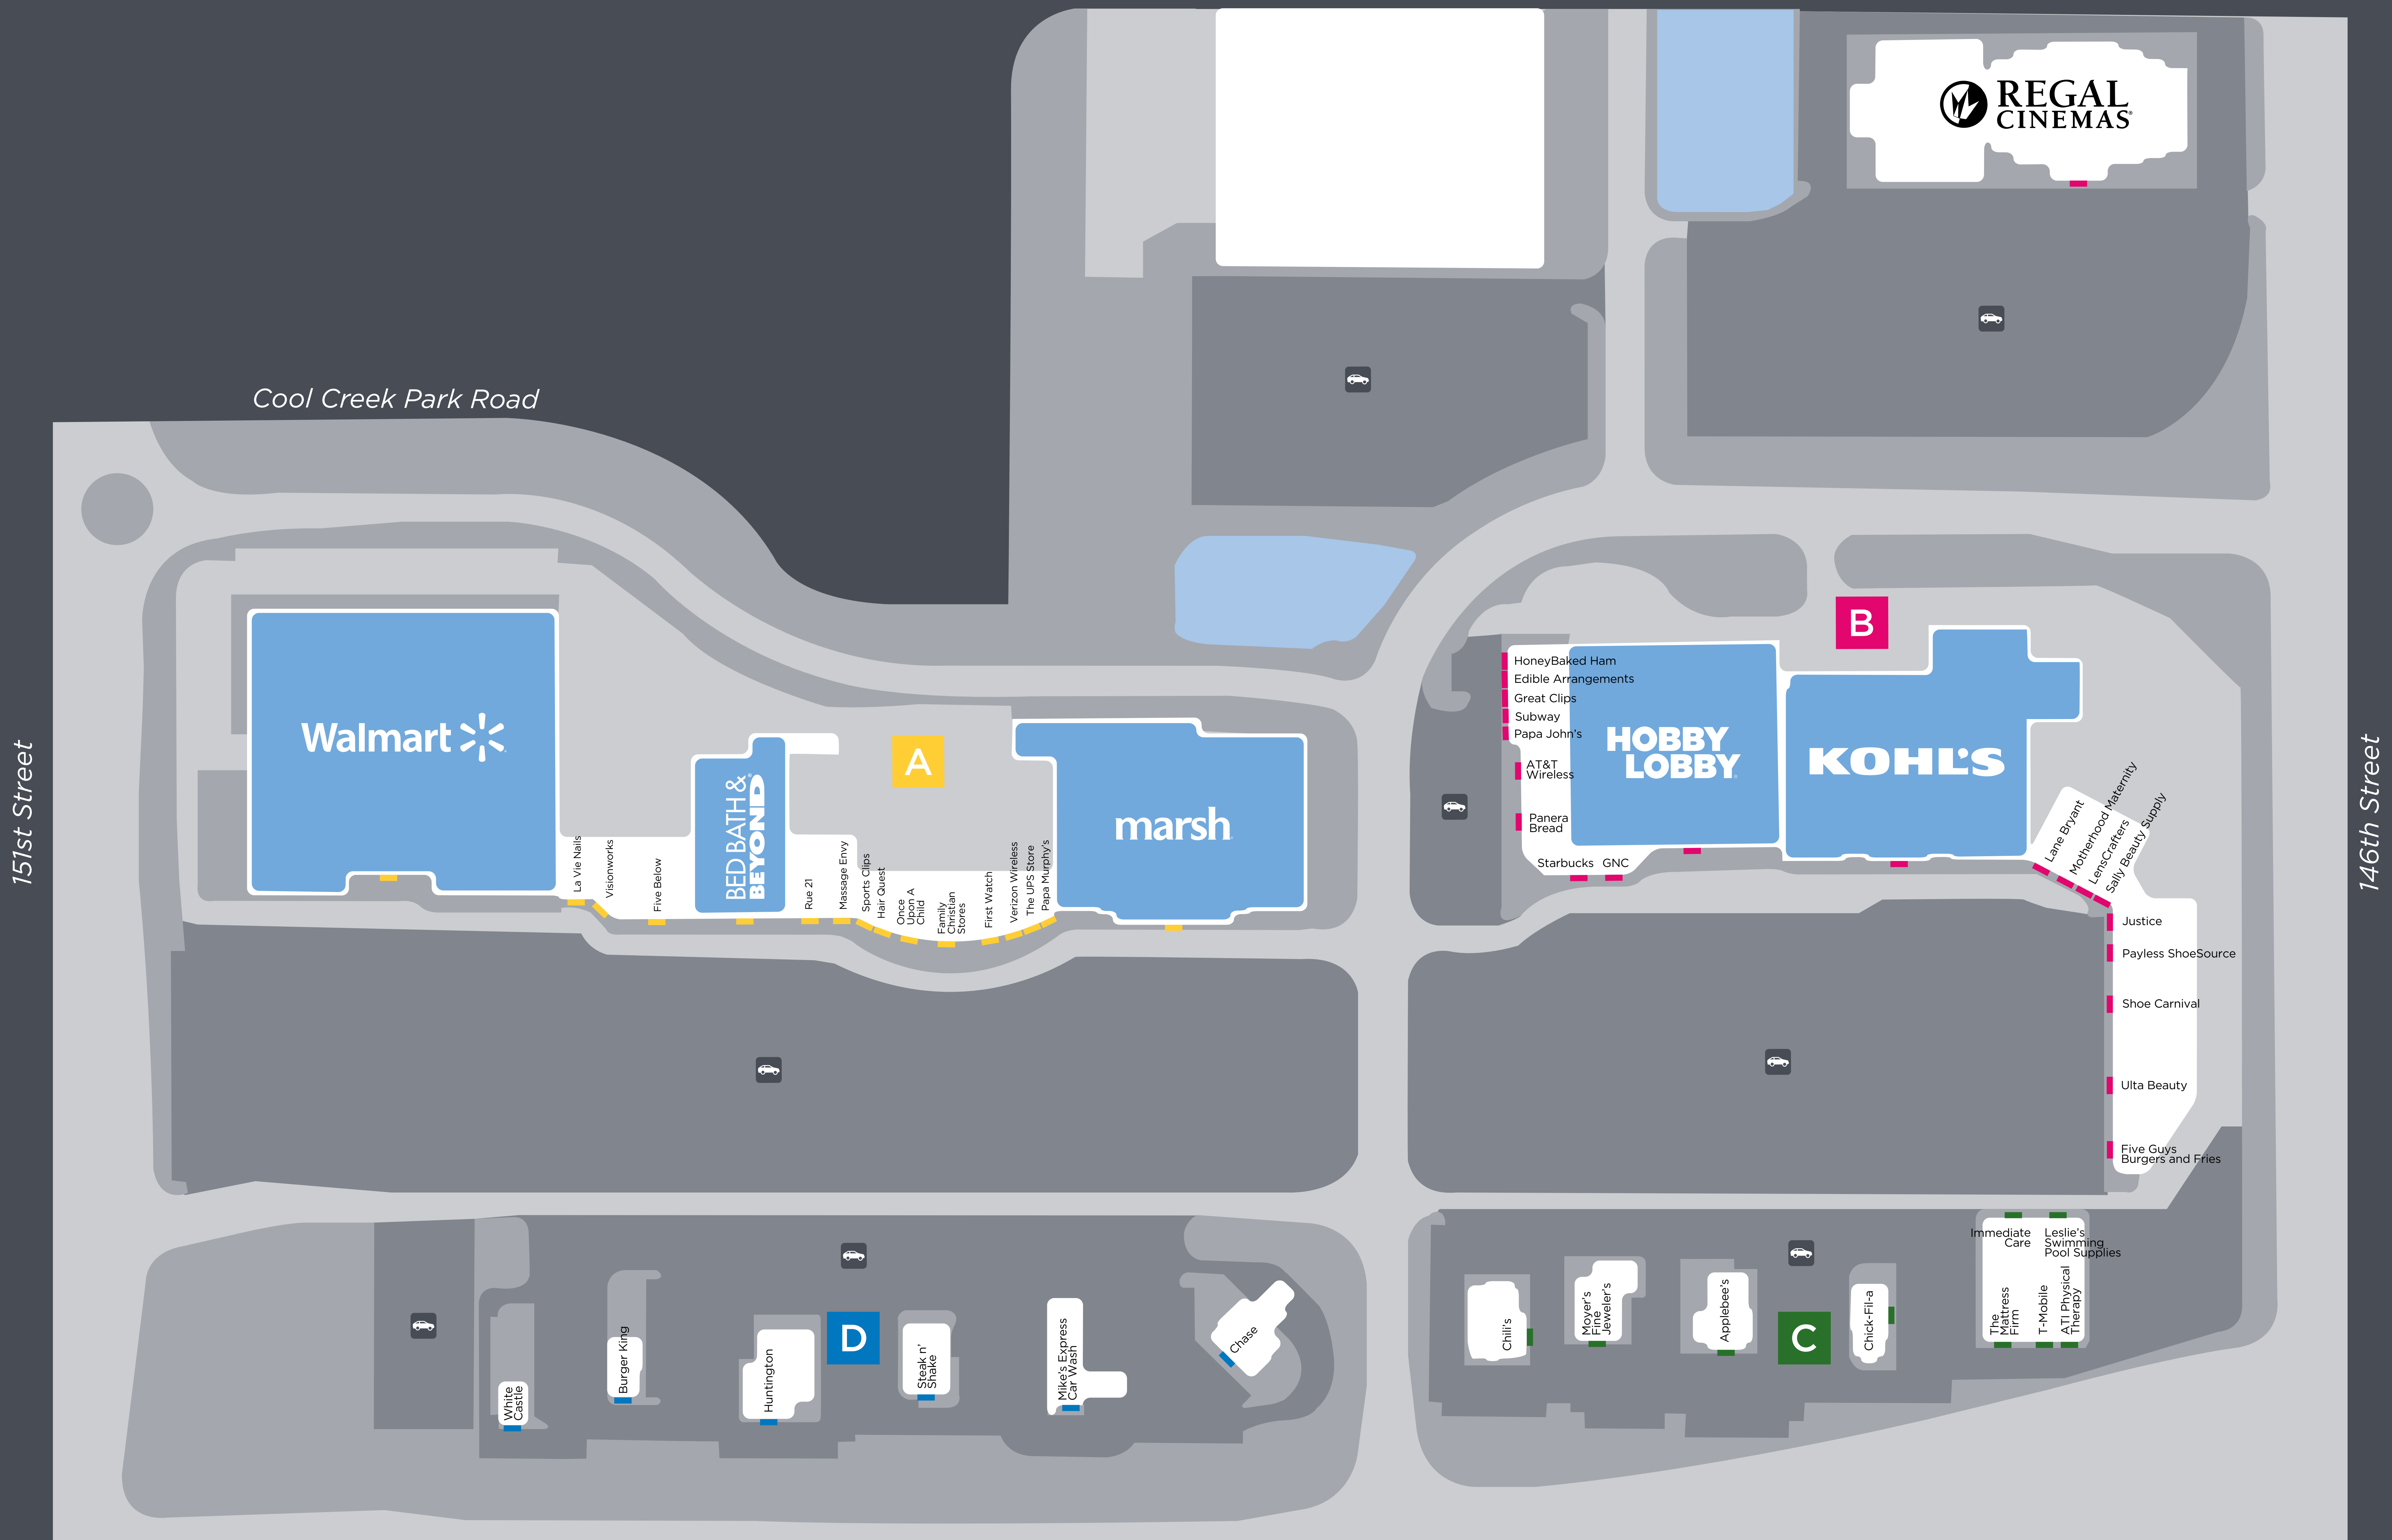 REGAL
CINEMAS®
Cool Creek Park Road
151st Street
146th Street
Walmart
BED BATH &
BEYOND®
A
marsh
La Vie Nails
Visionworks
Five Below
Rue 21
Massage Envy
Sports Clips
Hair Quest
Once
Upon A
Child
Family
Christian
Stores
First Watch
Verizon Wireless
The UPS Store
Papa Murphy's
B
HoneyBaked Ham
Edible Arrangements
Great Clips
Subway
Papa John's
AT&T
Wireless
Panera
Bread
Starbucks
GNC
HOBBY
LOBBY
KOHL'S
Lane Bryant
Motherhood Maternity
LensCrafters
Sally Beauty Supply
Justice
Payless ShoeSource
Shoe Carnival
Ulta Beauty
Five Guys
Burgers and Fries
White
Castle
Burger King
Huntington
D
Steak n'
Shake
Mike's Express
Car Wash
Chase
Chili's
Moyer's
Fine
Jeweler's
Applebee's
C
Chick-Fil-a
Immediate
Care
Leslie's
Swimming
Pool Supplies
The
Mattress
Firm
T-Mobile
ATI Physical
Therapy